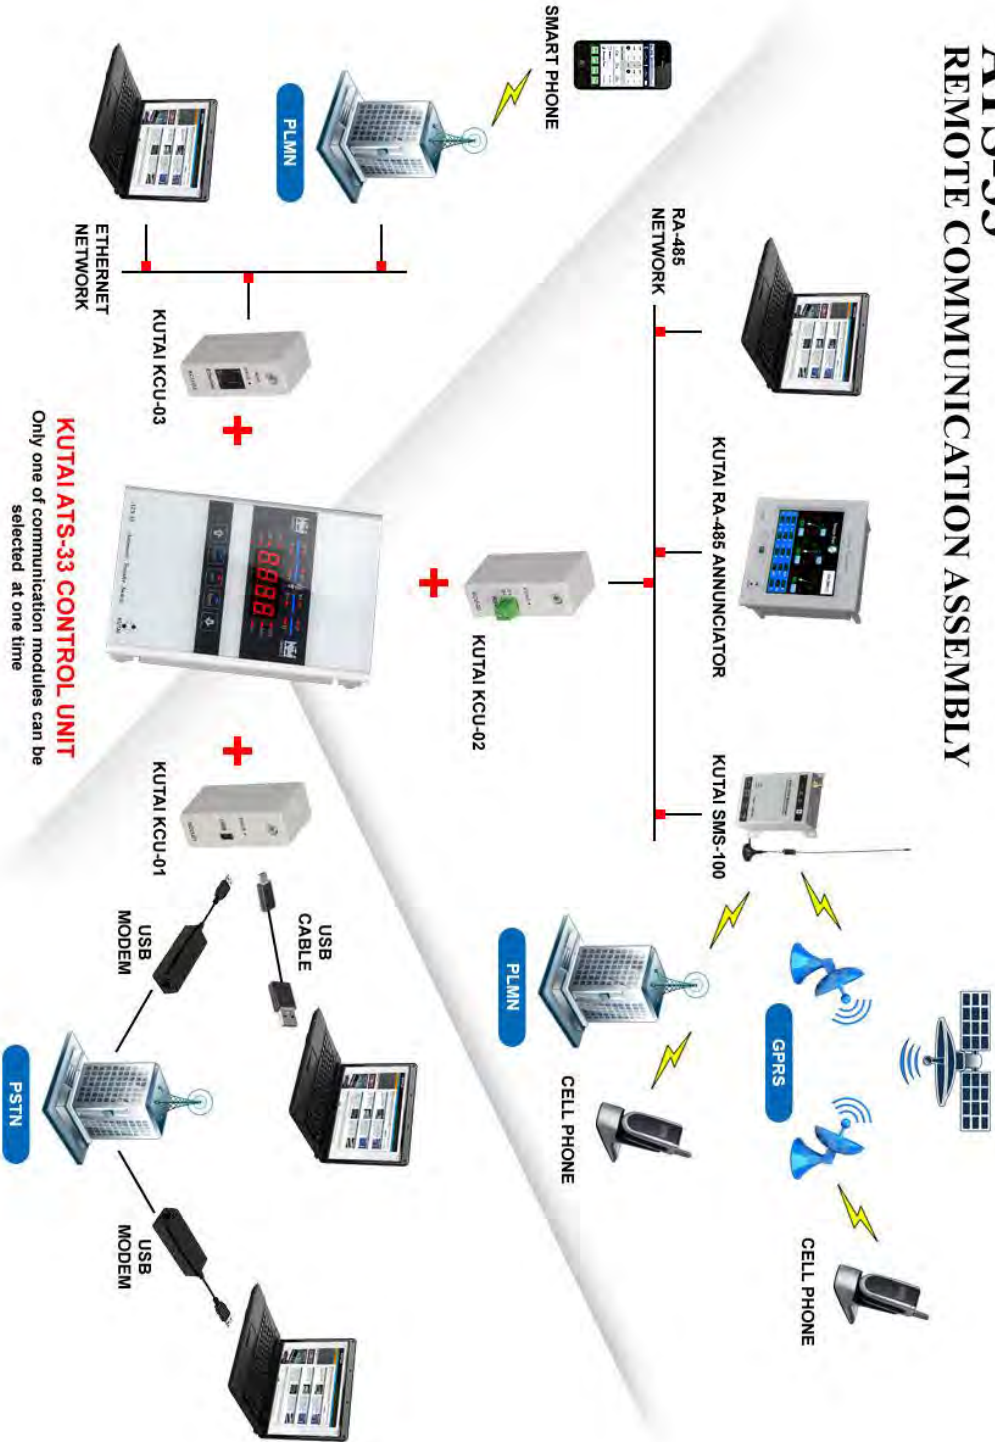 ATS-33
REMOTE COMMUNICATION ASSEMBLY
SMART PHONE
PLMN
ETHERNET
NETWORK
KUTAI KCU-03
RA-485
NETWORK
KUTAI RA-485 ANNUNCIATOR
KUTAI SMS-100
KUTAI KCU-02
GPRS
PLMN
CELL PHONE
CELL PHONE
KUTAI ATS-33 CONTROL UNIT
Only one of communication modules can be
selected at one time
KUTAI KCU-01
USB
CABLE
USB
MODEM
PSTN
USB
MODEM